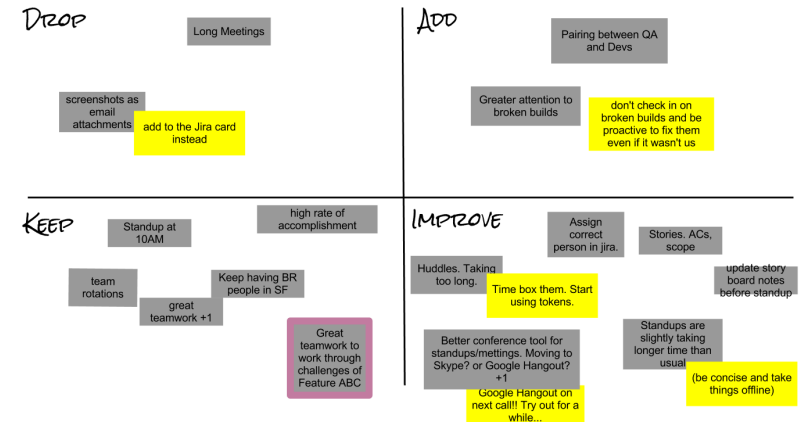 DROP
Long Meetings
screenshots as
email
attachments
add to the Jira card
instead
ADD
Pairing between QA
and Devs
Greater attention to
broken builds
don't check in on
broken builds and be
proactive to fix them
even if it wasn't us
KEEP
Standup at
10AM
high rate of
accomplishment
team
rotations
great
teamwork +1
Keep having BR
people in SF
Great
teamwork to
work through
challenges of
Feature ABC
IMPROVE
Assign
correct
person in jira.
Stories. ACs,
scope
Huddles. Taking
too long.
Time box them. Start
using tokens.
update story
board notes
before standup
Better conference tool for
standups/mettings. Moving to
Skype? or Google Hangout?
+1
Google Hangout on
next call!! Try out for a
while...
Standups are
slightly taking
longer time than
usual
(be concise and take
things offline)